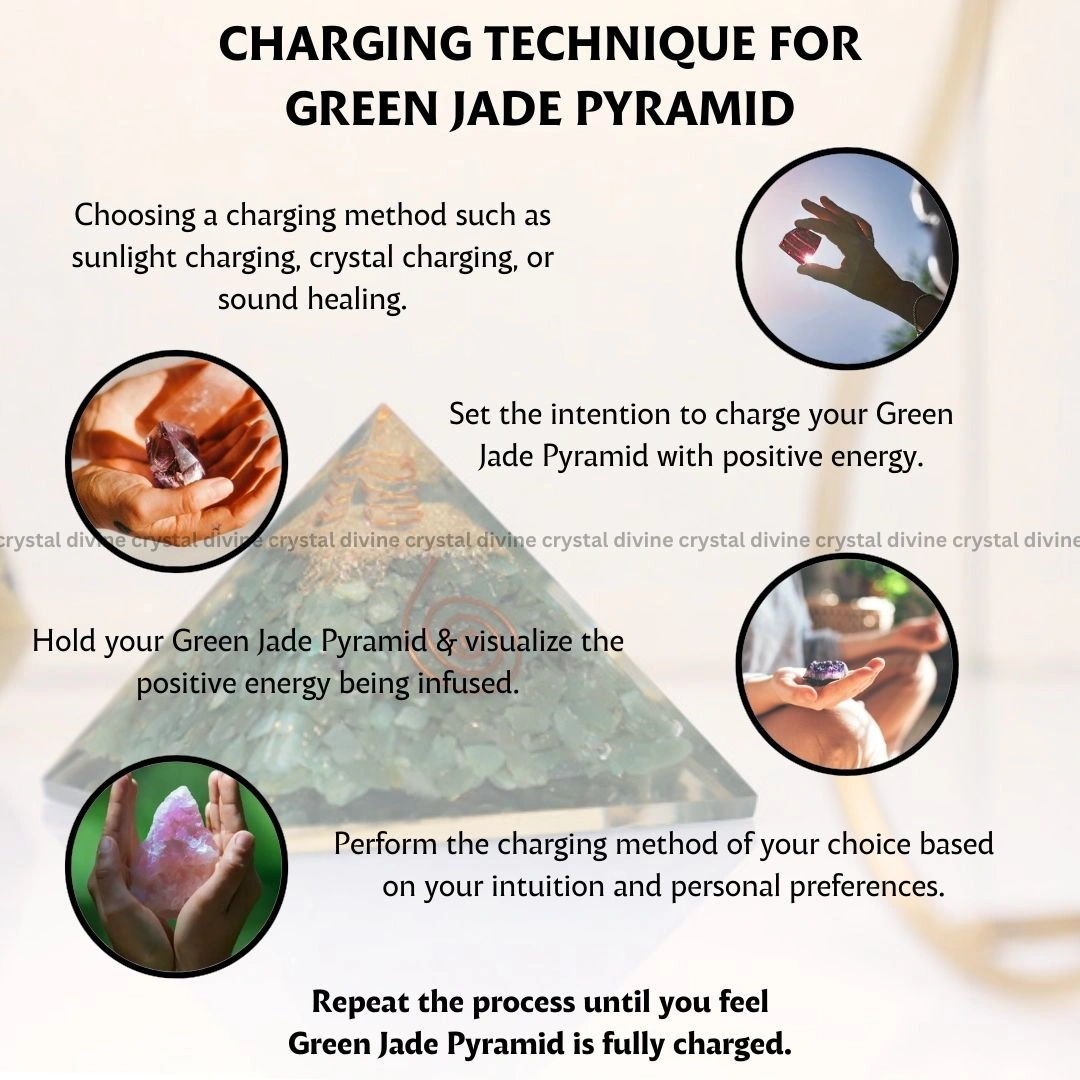 CHARGING TECHNIQUE FOR
GREEN JADE PYRAMID
Choosing a charging method such as
sunlight charging, crystal charging, or
sound healing.
Set the intention to charge your Green
Jade Pyramid with positive energy.
crystal divine crystal divine crystal divine crystal divine crystal divine crystal divine crystal divine crystal divine
Hold your Green Jade Pyramid & visualize the
positive energy being infused.
Perform the charging method of your choice based
on your intuition and personal preferences.
Repeat the process until you feel
Green Jade Pyramid is fully charged.